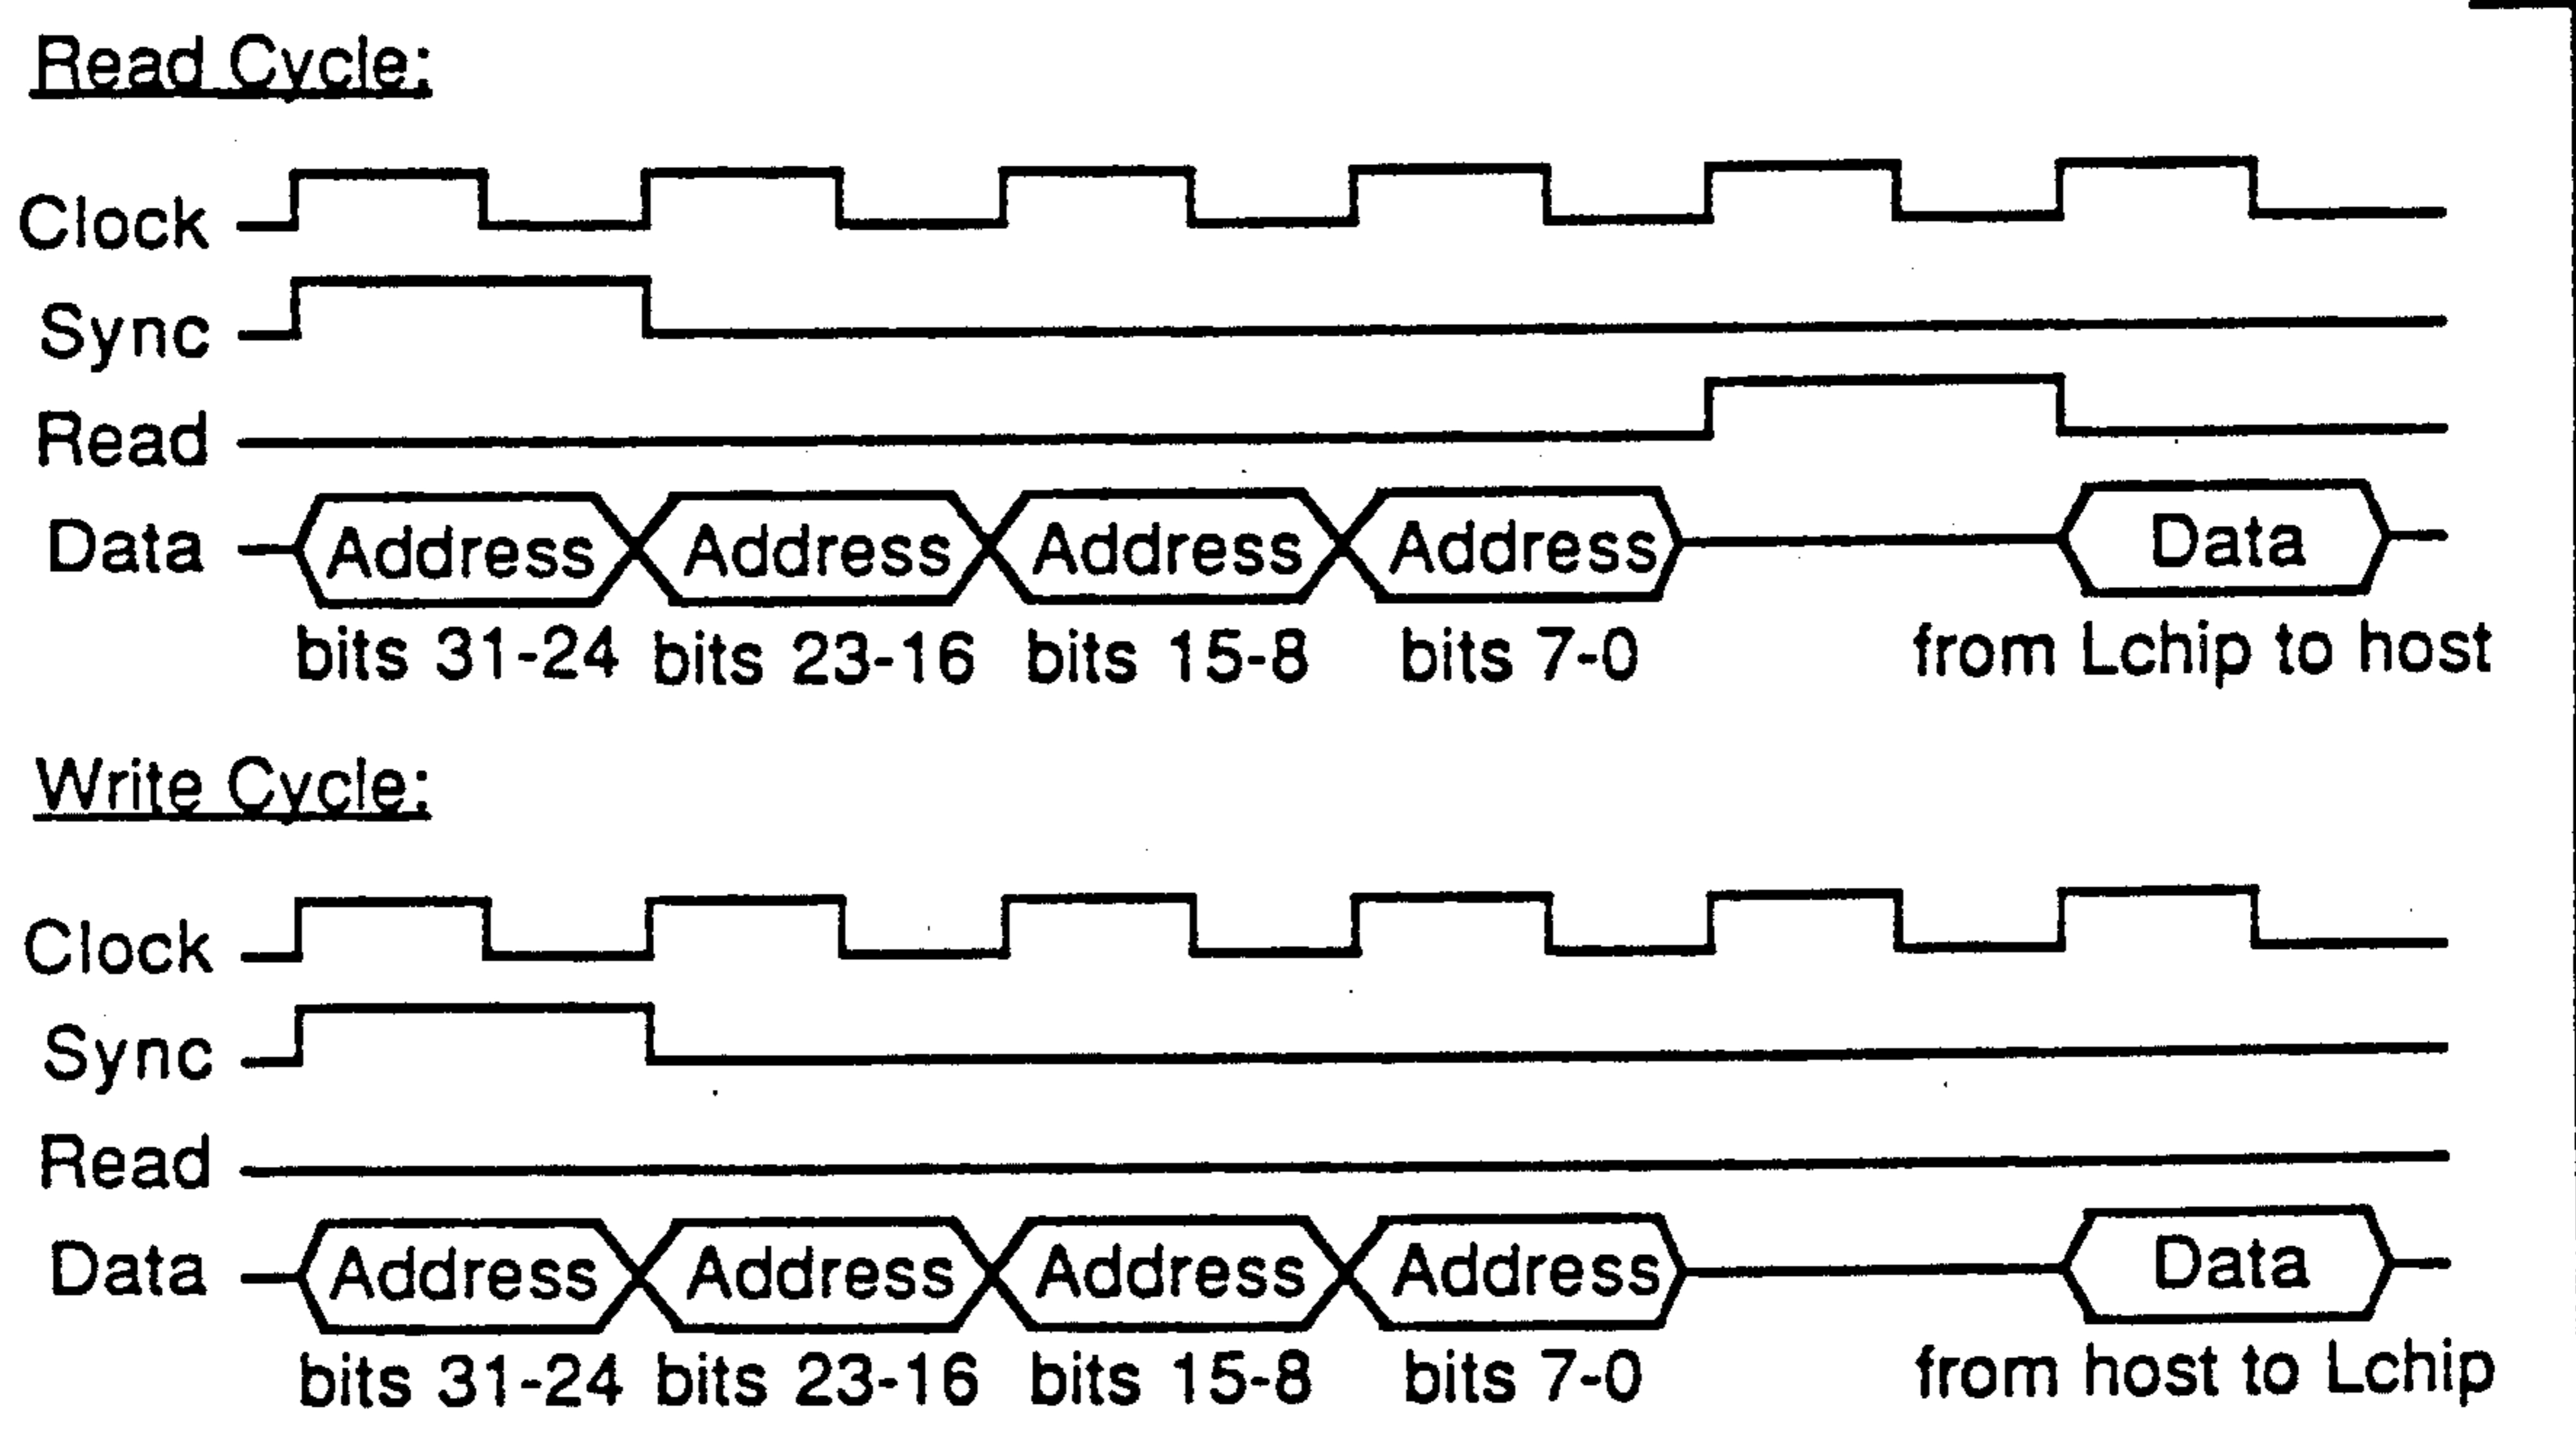 Read Cycle:
Clock
Sync
Read
Data Address Address Address Address Data
bits 31-24 bits 23-16 bits 15-8 bits 7-0 from Lchip to host
Write Cycle:
Clock
Sync
Read
Data Address Address Address Address Data
bits 31-24 bits 23-16 bits 15-8 bits 7-0 from host to Lchip